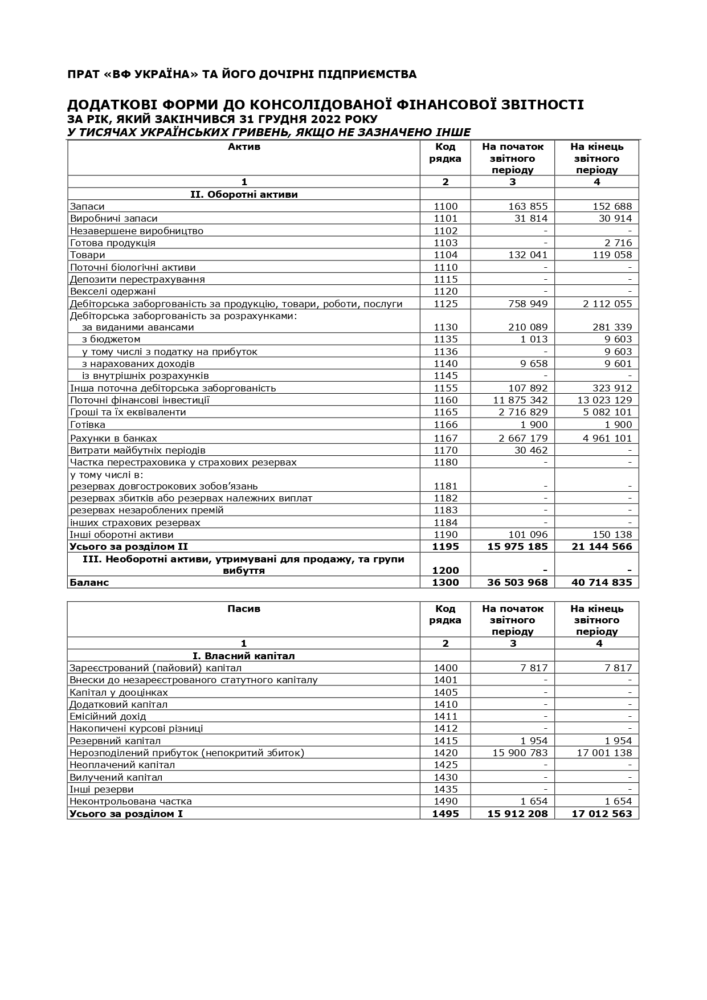 ПРАТ «ВФ УКРАЇНА» ТА ЙОГО ДОЧІРНІ ПІДПРИЄМСТВА
ДОДАТКОВІ ФОРМИ ДО КОНСОЛІДОВАНОЇ ФІНАНСОВОЇ ЗВІТНОСТІ
ЗА РІК, ЯКИЙ ЗАКІНЧИВСЯ 31 ГРУДНЯ 2022 РОКУ
У ТИСЯЧАХ УКРАЇНСЬКИХ ГРИВЕНЬ, ЯКЩО НЕ ЗАЗНАЧЕНО ІНШЕ
Актив Код На початок На кінець
рядка звітного звітного
періоду періоду
1 2 3 4
II. Оборотні активи
Запаси 1100 163 855 152 688
Виробничі запаси 1101 31 814 30 914
Незавершене виробництво 1102 - -
Готова продукція 1103 - 2 716
Товари 1104 132 041 119 058
Поточні біологічні активи 1110 - -
Депозити перестрахування 1115 - -
Векселі одержані 1120 - -
Дебіторська заборгованість за продукцію, товари, роботи, послуги 1125 758 949 2 112 055
Дебіторська заборгованість за розрахунками:
за виданими авансами 1130 210 089 281 339
з бюджетом 1135 1 013 9 603
у тому числі з податку на прибуток 1136 - 9 603
з нарахованих доходів 1140 9 658 9 601
із внутрішніх розрахунків 1145 - -
Інша поточна дебіторська заборгованість 1155 107 892 323 912
Поточні фінансові інвестиції 1160 11 875 342 13 023 129
Гроші та їх еквіваленти 1165 2 716 829 5 082 101
Готівка 1166 1 900 1 900
Рахунки в банках 1167 2 667 179 4 961 101
Витрати майбутніх періодів 1170 30 462 -
Частка перестраховика у страхових резервах 1180 - -
у тому числі в:
резервах довгострокових зобов’язань 1181 - -
резервах збитків або резервах належних виплат 1182 - -
резервах незароблених премій 1183 - -
інших страхових резервах 1184 - -
Інші оборотні активи 1190 101 096 150 138
Усього за розділом II 1195 15 975 185 21 144 566
III. Необоротні активи, утримувані для продажу, та групи
вибуття 1200 - -
Баланс 1300 36 503 968 40 714 835
Пасив Код На початок На кінець
рядка звітного звітного
періоду періоду
1 2 3 4
I. Власний капітал
Зареєстрований (пайовий) капітал 1400 7 817 7 817
Внески до незареєстрованого статутного капіталу 1401 - -
Капітал у дооцінках 1405 - -
Додатковий капітал 1410 - -
Емісійний дохід 1411 - -
Накопичені курсові різниці 1412 - -
Резервний капітал 1415 1 954 1 954
Нерозподілений прибуток (непокритий збиток) 1420 15 900 783 17 001 138
Неоплачений капітал 1425 - -
Вилучений капітал 1430 - -
Інші резерви 1435 - -
Неконтрольована частка 1490 1 654 1 654
Усього за розділом I 1495 15 912 208 17 012 563